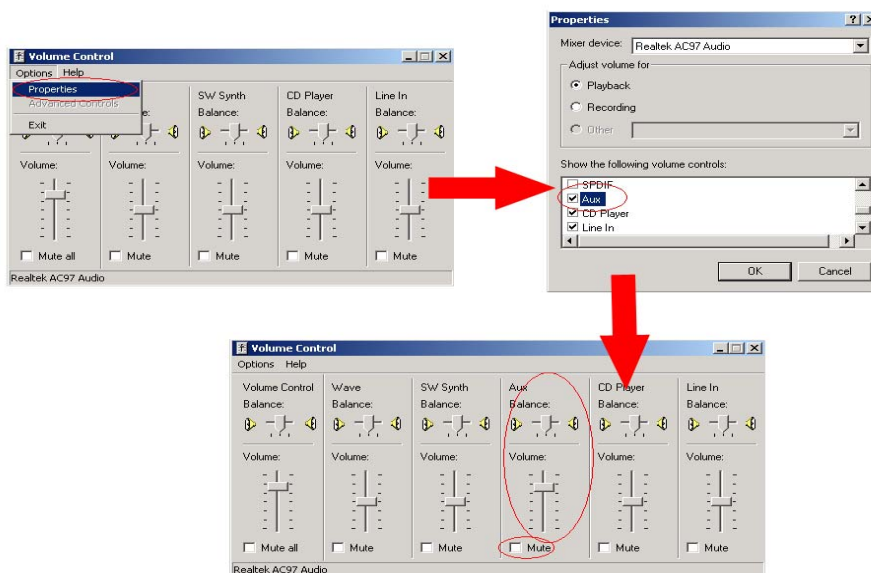 Volume Control
Options Help
Properties
Advanced Controls
Exit
SW Synth
CD Player
Line In
Balance: Balance: Balance:
Volume: Volume: Volume: Volume: Volume:
Mute all Mute Mute Mute Mute
Realtek AC97 Audio
Properties
Mixer device: Realtek AC97 Audio
Adjust volume for
Playback
Recording
Other
Show the following volume controls:
SPDIF
Aux
CD Player
Line In
OK Cancel
Volume Control
Options Help
Volume Control Wave SW Synth Aux CD Player Line In
Balance: Balance: Balance: Balance: Balance: Balance:
Volume: Volume: Volume: Volume: Volume: Volume:
Mute all Mute Mute Mute Mute Mute
Realtek AC97 Audio